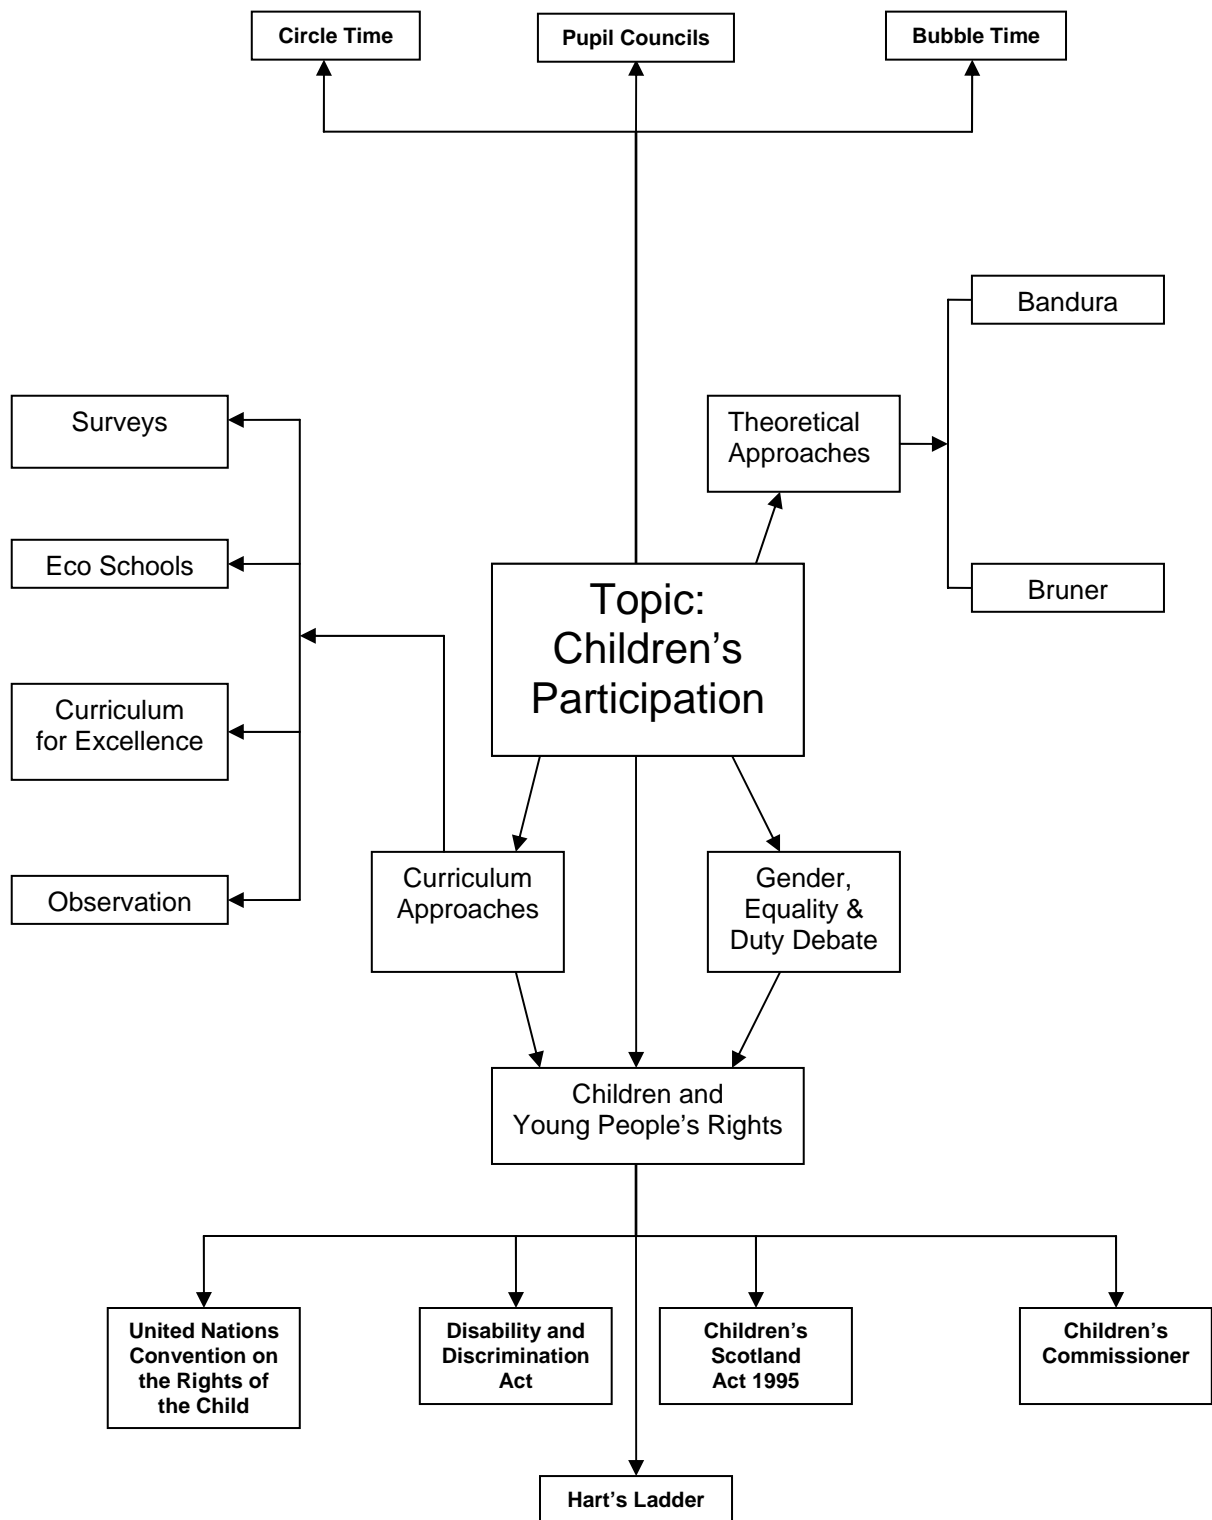 Circle Time
Pupil Councils
Bubble Time
Bandura
Surveys
Theoretical
Approaches
Eco Schools
Bruner
Topic:
Children’s
Participation
Curriculum
for Excellence
Observation
Curriculum
Approaches
Gender,
Equality &
Duty Debate
Children and
Young People’s Rights
United Nations
Convention on
the Rights of
the Child
Disability and
Discrimination
Act
Children’s
Scotland
Act 1995
Children’s
Commissioner
Hart’s Ladder